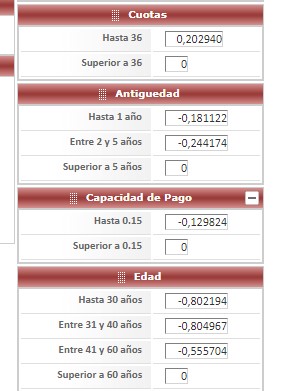 Cuotas
Hasta 36 0,202940
Superior a 36 0
Antiguedad
Hasta 1 año -0,181122
Entre 2 y 5 años -0,244174
Superior a 5 años 0
Capacidad de Pago
Hasta 0.15 -0,129824
Superior a 0.15 0
Edad
Hasta 30 años -0,802194
Entre 31 y 40 años -0,804967
Entre 41 y 60 años -0,555704
Superior a 60 años 0